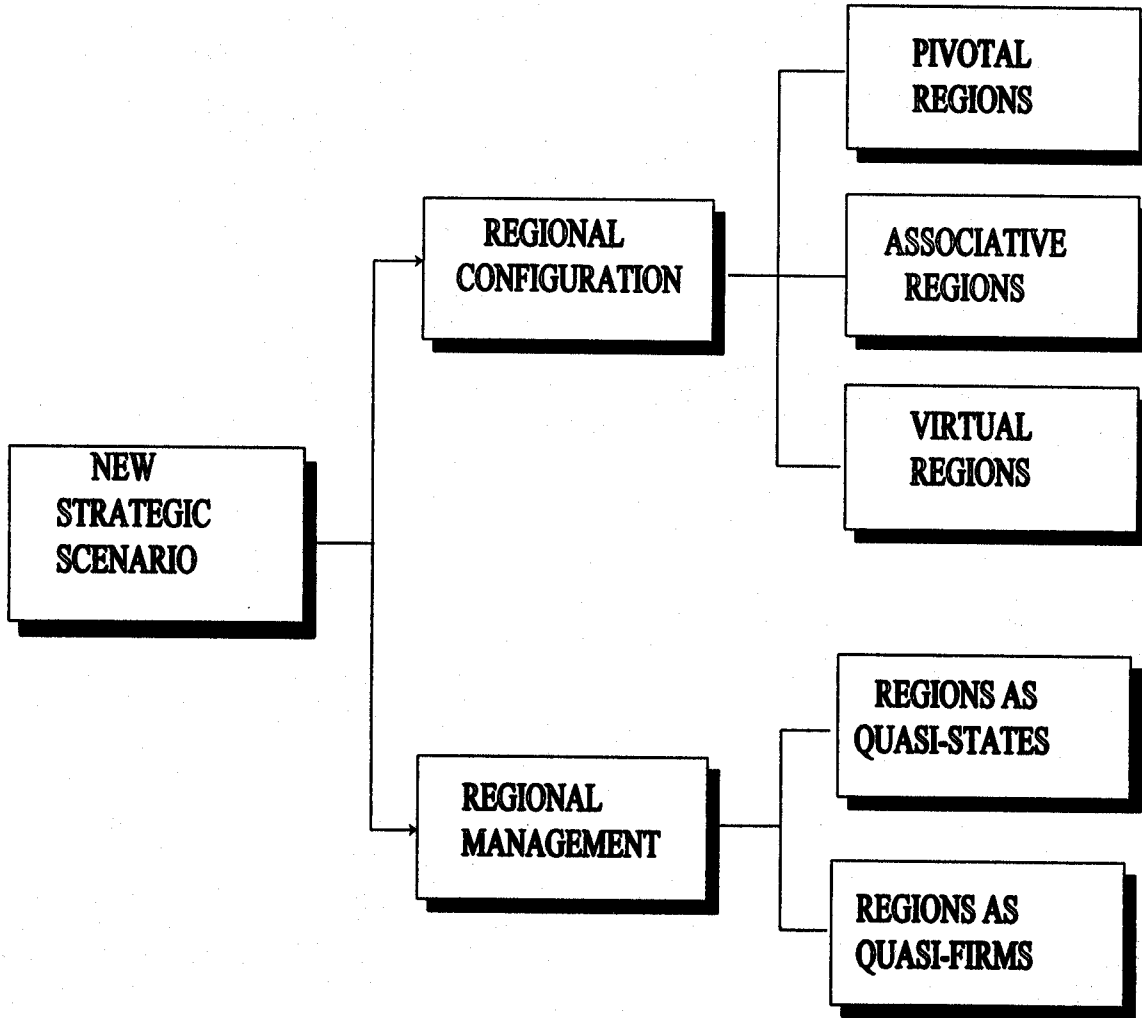 PIVOTAL
REGIONS
REGIONAL
CONFIGURATION
ASSOCIATIVE
REGIONS
VIRTUAL
REGIONS
NEW
STRATEGIC
SCENARIO
REGIONS AS
QUASI-STATES
REGIONAL
MANAGEMENT
REGIONS AS
QUASI-FIRMS